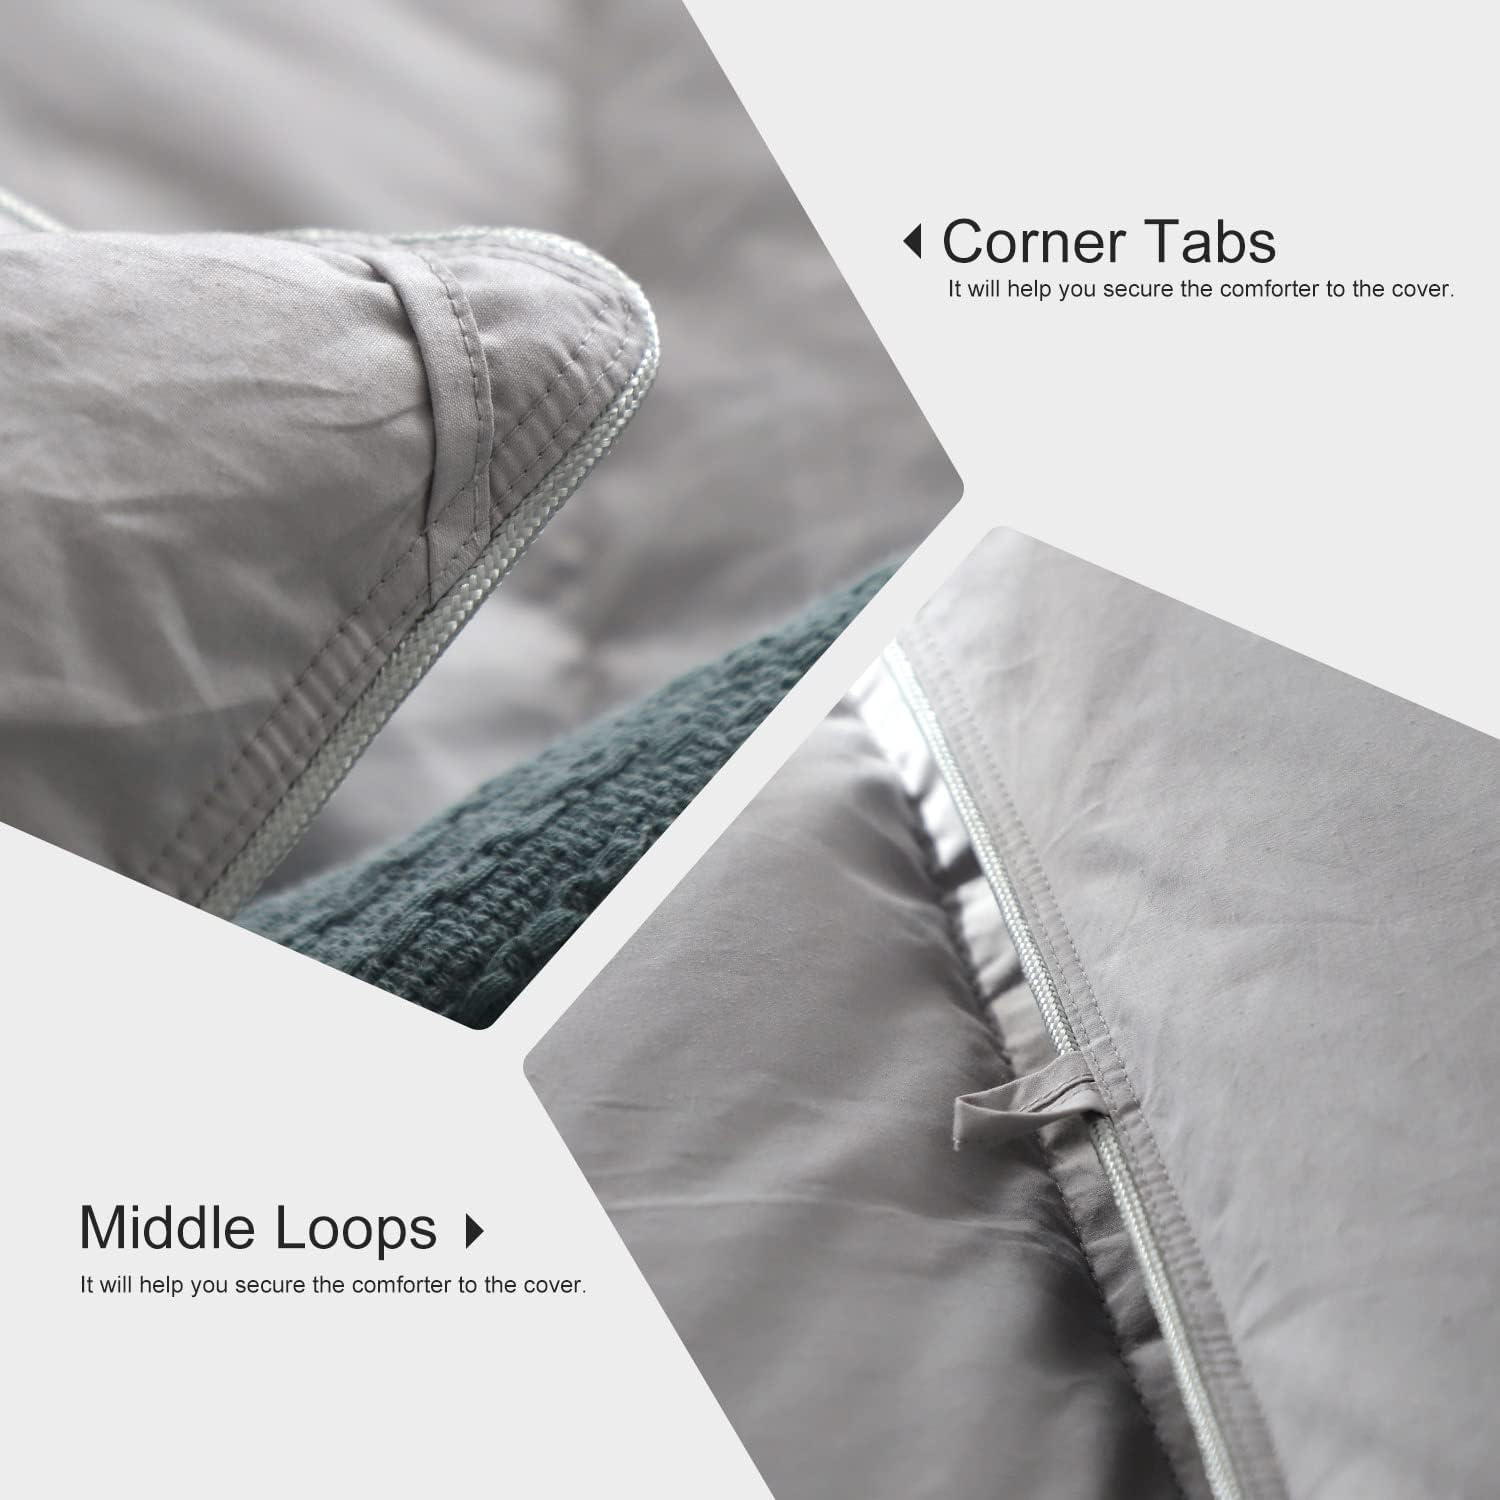 Corner Tabs
It will help you secure the comforter to the cover.
Middle Loops
It will help you secure the comforter to the cover.